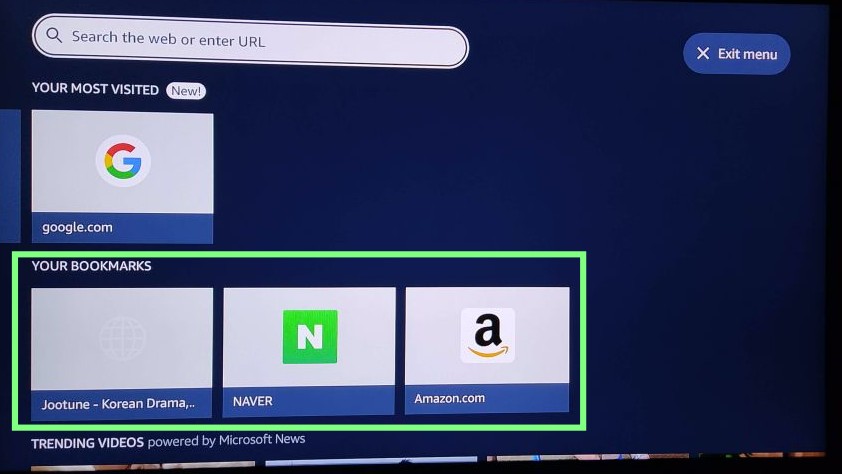 Search the web or enter URL
Exit menu
YOUR MOST VISITED New!
google.com
YOUR BOOKMARKS
Jootune - Korean Drama,..
N
NAVER
a
Amazon.com
TRENDING VIDEOS powered by Microsoft News